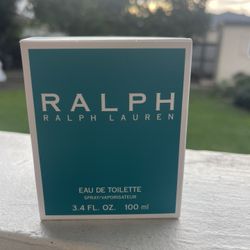 RALPH
RALPH LAUREN
EAU DE TOILETTE
SPRAY/VAPORISATEUR
3.4 FL. OZ. 100 ml